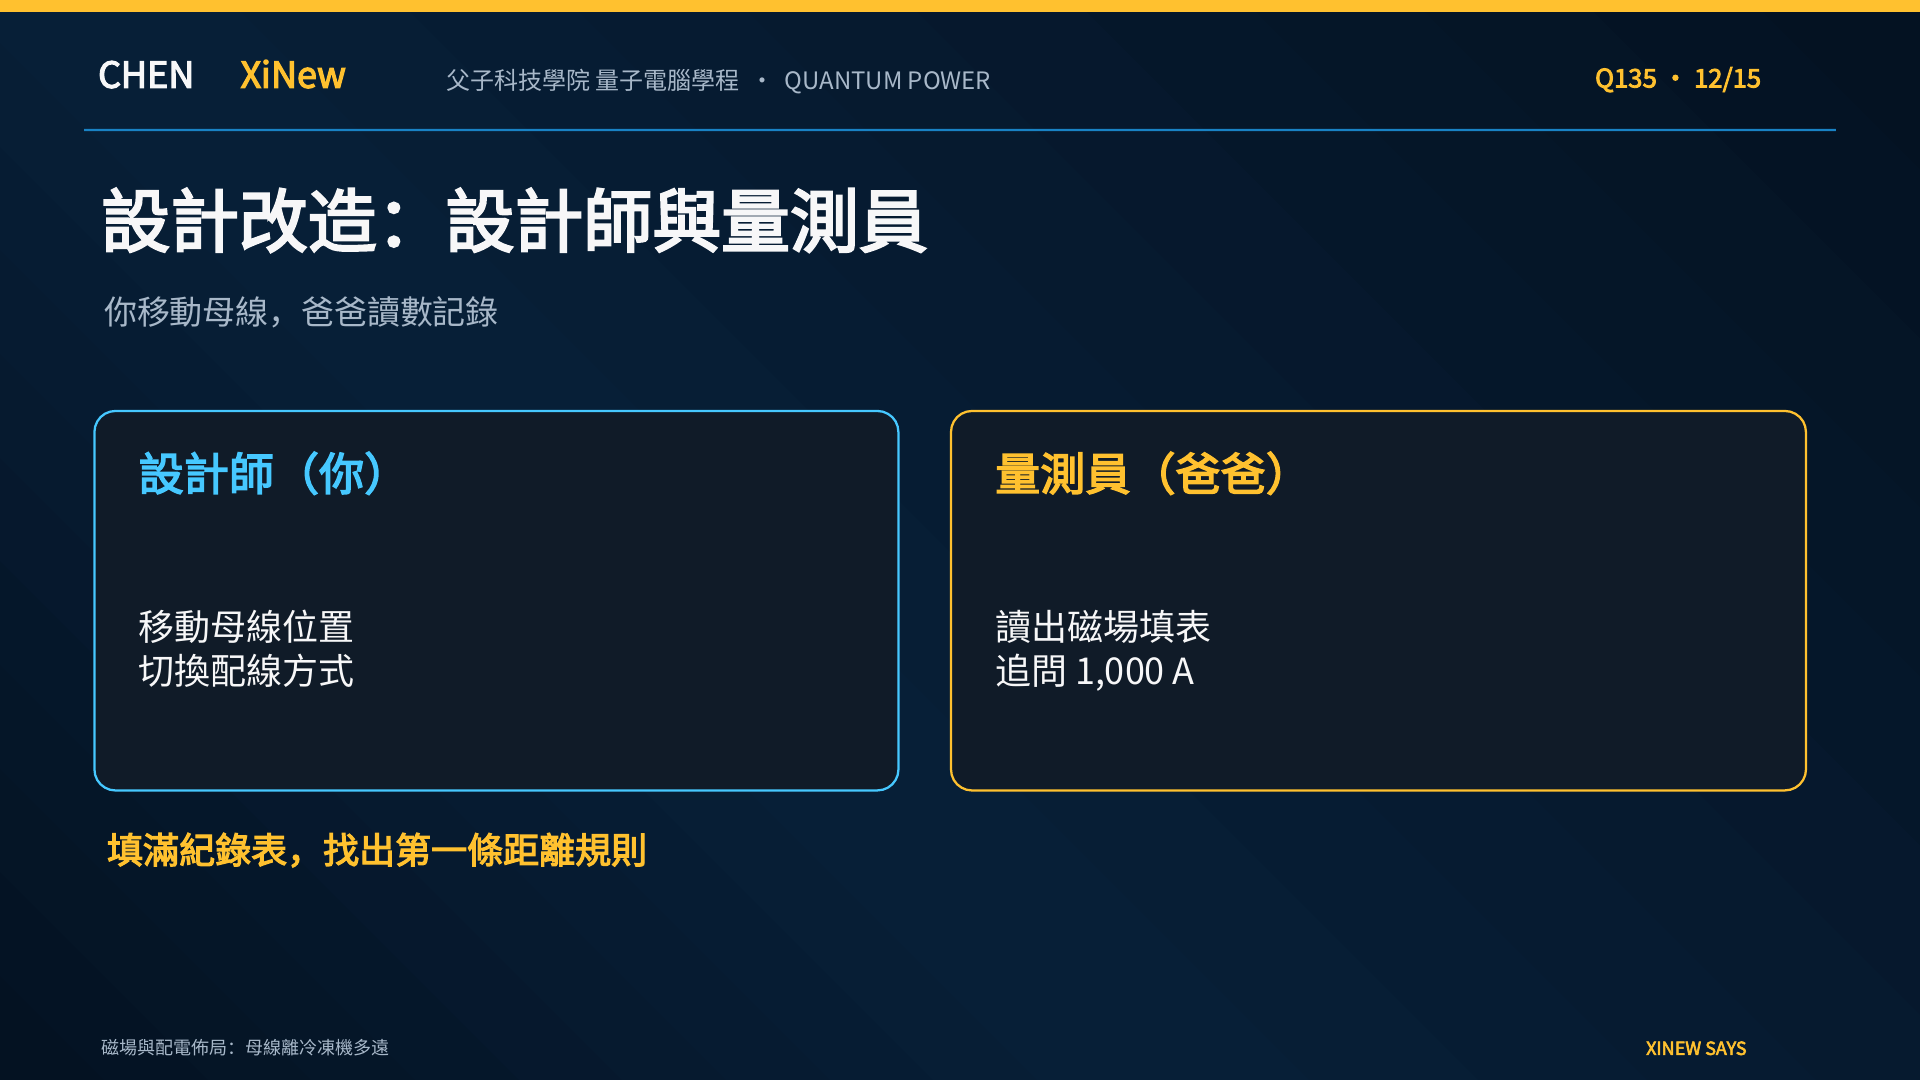 CHEN XiNew 父子科技學院 量子電腦學程 · QUANTUM POWER Q135 · 12/15
設計改造：設計師與量測員
你移動母線，爸爸讀數記錄
設計師（你）
移動母線位置
切換配線方式
量測員（爸爸）
讀出磁場填表
追問 1,000 A
填滿紀錄表，找出第一條距離規則
磁場與配電佈局：母線離冷凍機多遠
XINEW SAYS